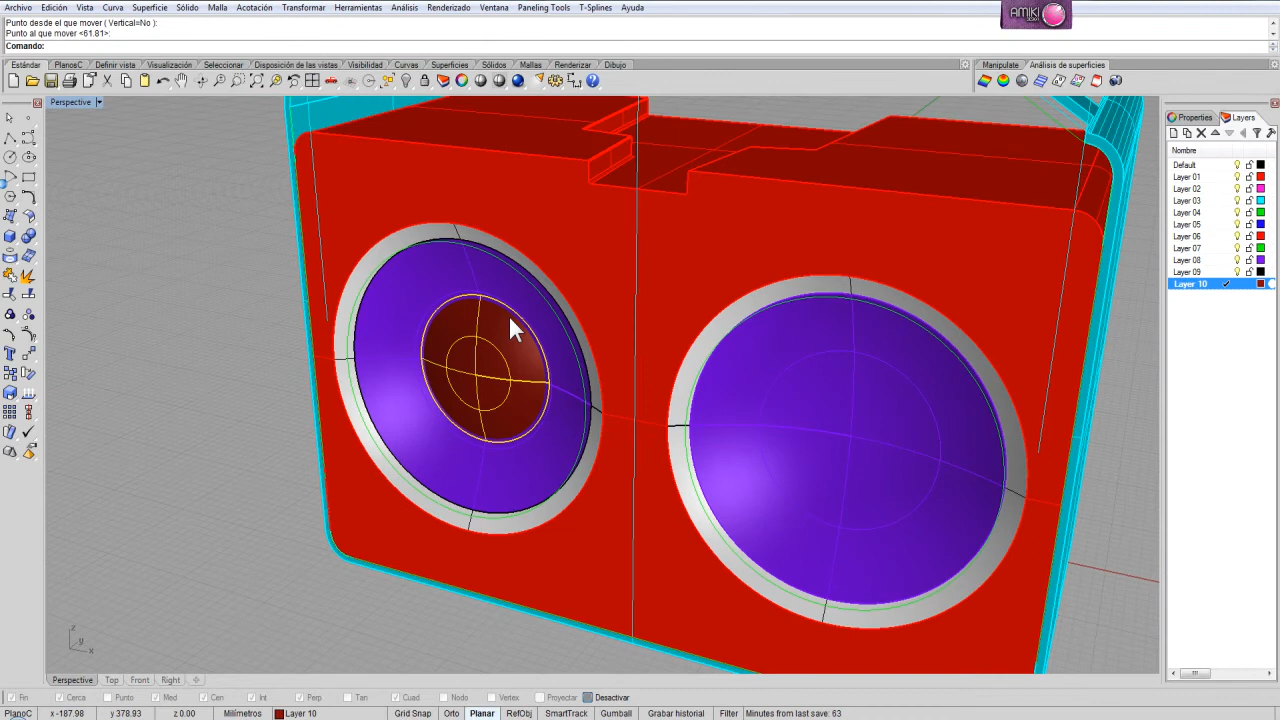 Archivo Edición Vista Curva Superficie Sólido Malla Acotación Transformar Herramientas Análisis Renderizado Ventana Paneling Tools T-Splines Ayuda
AMIKI
Punto desde el que mover ( Vertical=No ):
Punto al que mover <61.81>:
Comando:
Estándar PlanosC Definir vista Visualización Seleccionar Disposición de las vistas Visibilidad Curvas Superficies Sólidos Mallas Renderizar Dibujo Manipulate Análisis de superficies
Perspective
Properties Layers
Nombre
Default
Layer 01
Layer 02
Layer 03
Layer 04
Layer 05
Layer 06
Layer 07
Layer 08
Layer 09
Layer 10
z
y
x
Perspective Top Front Right
Fin Cerca Punto Med Cen Int Perp Tan Cuad Nodo Vertex Proyectar Desactivar
PlanoC x -187.98 y 378.93 z 0.00 Milímetros Layer 10 Grid Snap Orto Planar RefObj SmartTrack Gumball Grabar historial Filter Minutes from last save: 63